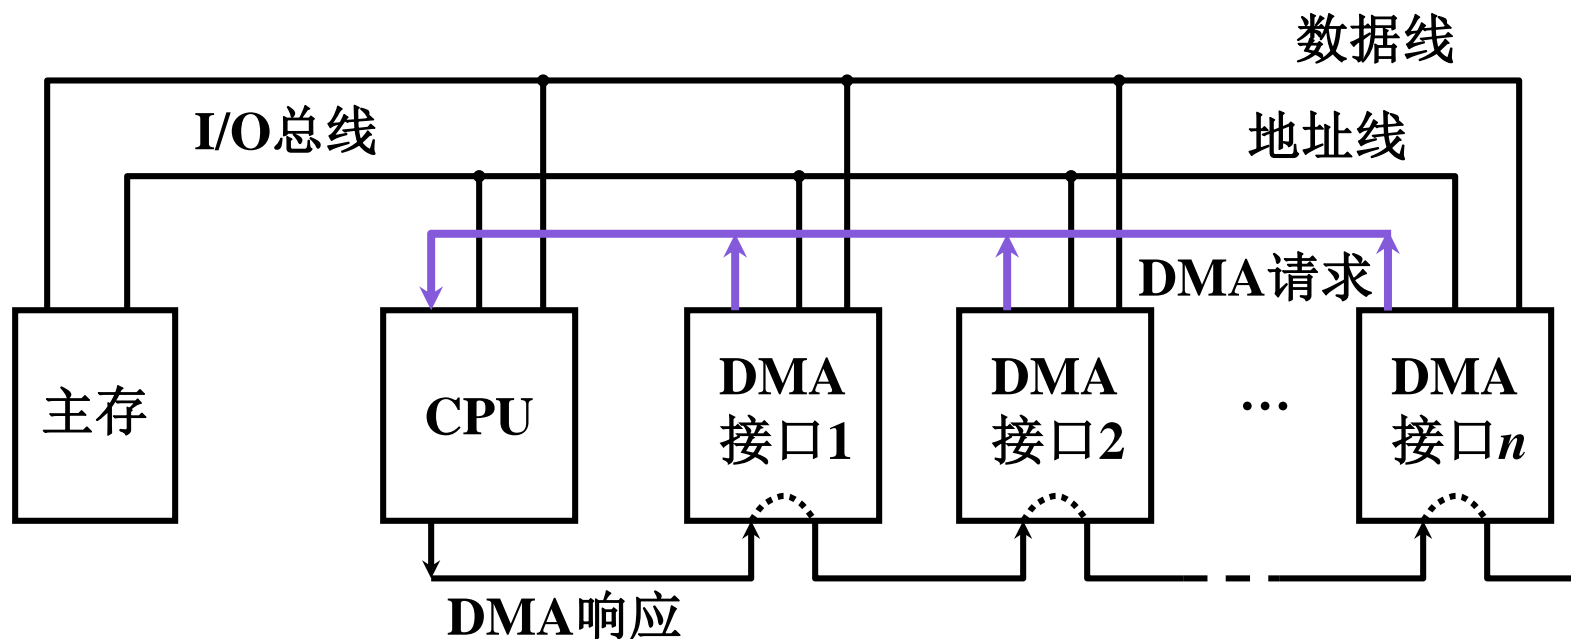 数据线
I/O总线
地址线
DMA请求
主存
CPU
DMA
接口1
DMA
接口2
...
DMA
接口n
DMA响应